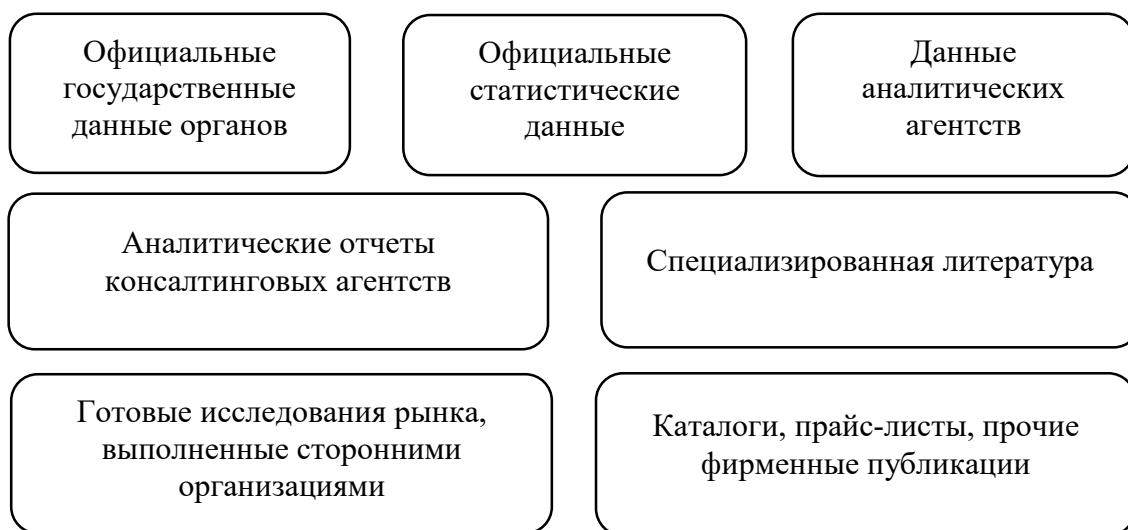 Официальные
государственные
данные органов
Официальные
статистические
данные
Данные
аналитических
агентств
Аналитические отчеты
консалтинговых агентств
Специализированная литература
Готовые исследования рынка,
выполненные сторонними
организациями
Каталоги, прайс-листы, прочие
фирменные публикации